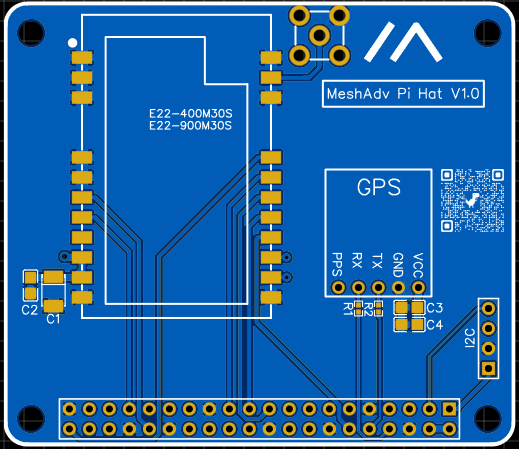 MeshAdv Pi Hat V1.0
E22-400M30S
E22-900M30S
GPS
PPS
RX
TX
GND
VCC
C2
C1
R1
R2
C3
C4
I2C